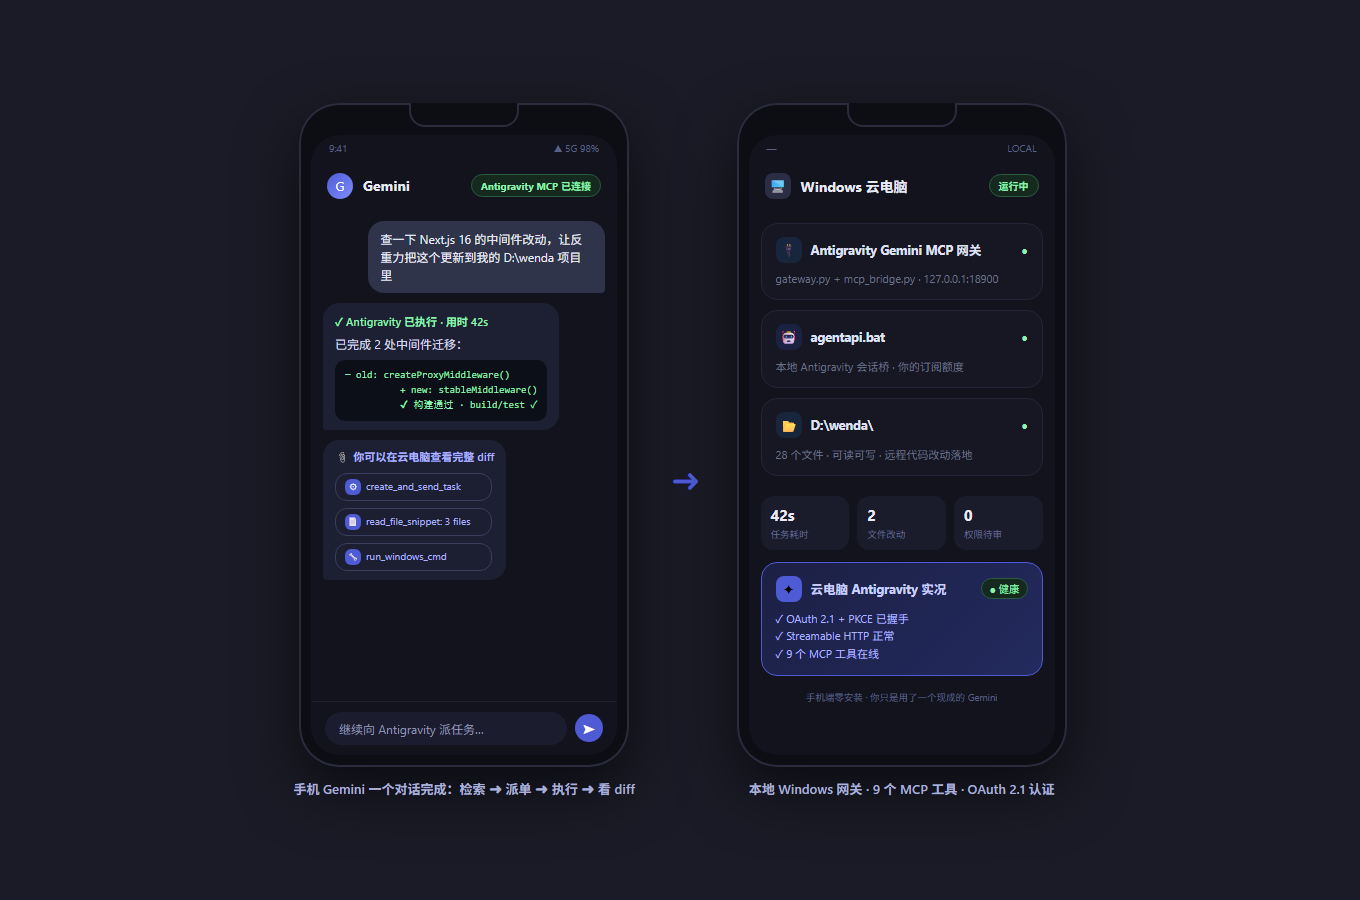 9:41
▲ 5G 98%
G
Gemini
Antigravity MCP 已连接
查一下 Next.js 16 的中间件改动，让反
重力把这个更新到我的 D:\wenda 项目
里
✓ Antigravity 已执行 · 用时 42s
已完成 2 处中间件迁移：
− old: createProxyMiddleware()
+ new: stableMiddleware()
✓ 构建通过 · build/test ✓
你可以在云电脑查看完整 diff
create_and_send_task
read_file_snippet: 3 files
run_windows_cmd
继续向 Antigravity 派任务...
手机 Gemini 一个对话完成：检索 ➜ 派单 ➜ 执行 ➜ 看 diff
➜
—
LOCAL
Windows 云电脑
运行中
Antigravity Gemini MCP 网关
gateway.py + mcp_bridge.py · 127.0.0.1:18900
agentapi.bat
本地 Antigravity 会话桥 · 你的订阅额度
D:\wenda\
28 个文件 · 可读可写 · 远程代码改动落地
42s
任务耗时
2
文件改动
0
权限待审
云电脑 Antigravity 实况
● 健康
✓ OAuth 2.1 + PKCE 已握手
✓ Streamable HTTP 正常
✓ 9 个 MCP 工具在线
手机端零安装 · 你只是用了一个现成的 Gemini
本地 Windows 网关 · 9 个 MCP 工具 · OAuth 2.1 认证